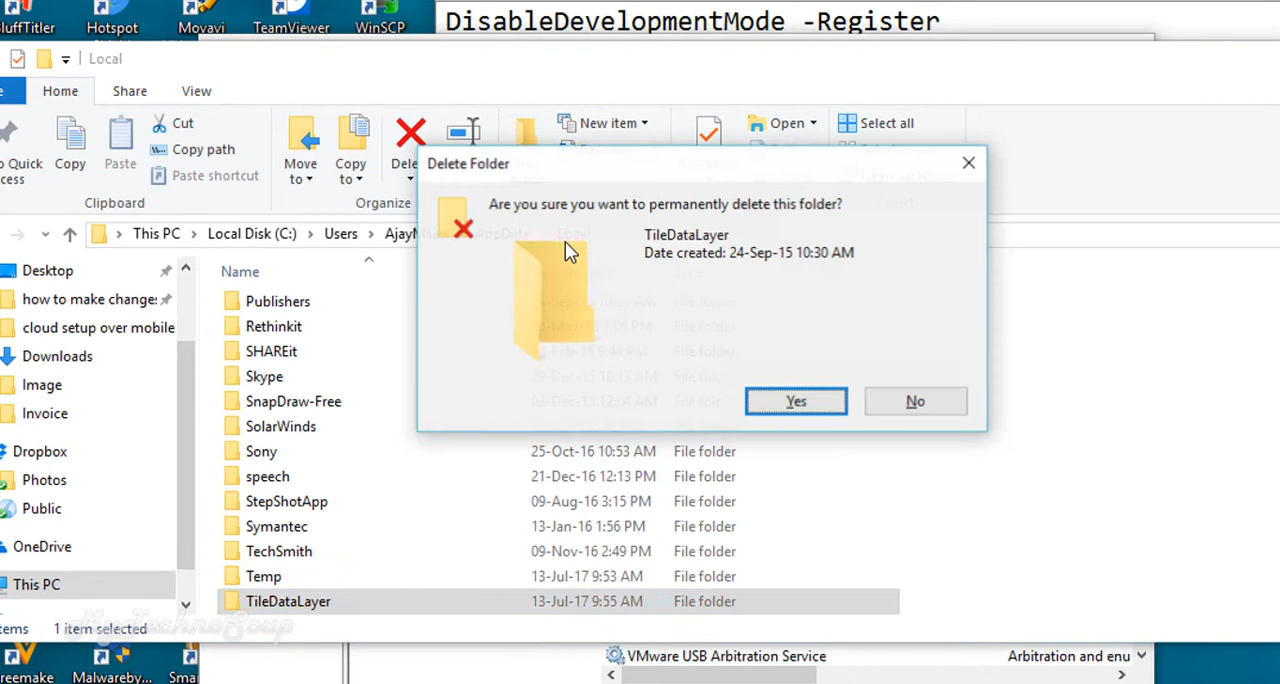 luffTitler Hotspot Movavi TeamViewer WinSCP
DisableDevelopmentMode -Register
Local
Home Share View
Cut
Copy path
Paste shortcut
Copy
Paste
Clipboard
Move to
Copy to
Organize
New item
Open
Select all
Delete Folder
Are you sure you want to permanently delete this folder?
TileDataLayer
Date created: 24-Sep-15 10:30 AM
Yes No
This PC Local Disk (C:) Users
Desktop
how to make change
cloud setup over mobile
Downloads
Image
Invoice
Dropbox
Photos
Public
OneDrive
This PC
Name
Publishers
Rethinkit
SHAREit
Skype
SnapDraw-Free
SolarWinds
Sony 25-Oct-16 10:53 AM File folder
speech 21-Dec-16 12:13 PM File folder
StepShotApp 09-Aug-16 3:15 PM File folder
Symantec 13-Jan-16 1:56 PM File folder
TechSmith 09-Nov-16 2:49 PM File folder
Temp 13-Jul-17 9:53 AM File folder
TileDataLayer 13-Jul-17 9:55 AM File folder
tems 1 item selected
MyTechnoSoup
reemake Malwareby... Sma
VMware USB Arbitration Service Arbitration and enu